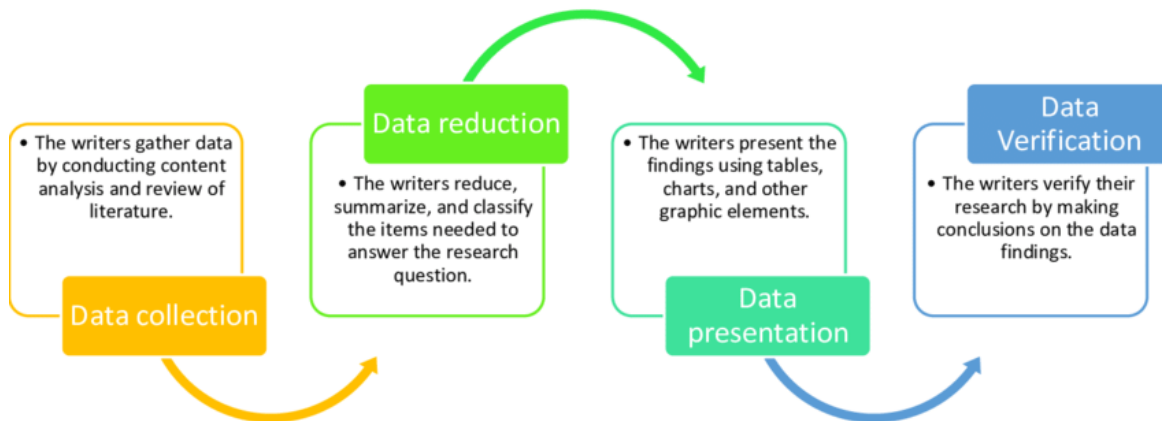 • The writers gather data
by conducting content
analysis and review of
literature.
Data collection
Data reduction
• The writers reduce,
summarize, and classify
the items needed to
answer the research
question.
• The writers present the
findings using tables,
charts, and other
graphic elements.
Data
presentation
Data
Verification
• The writers verify their
research by making
conclusions on the data
findings.